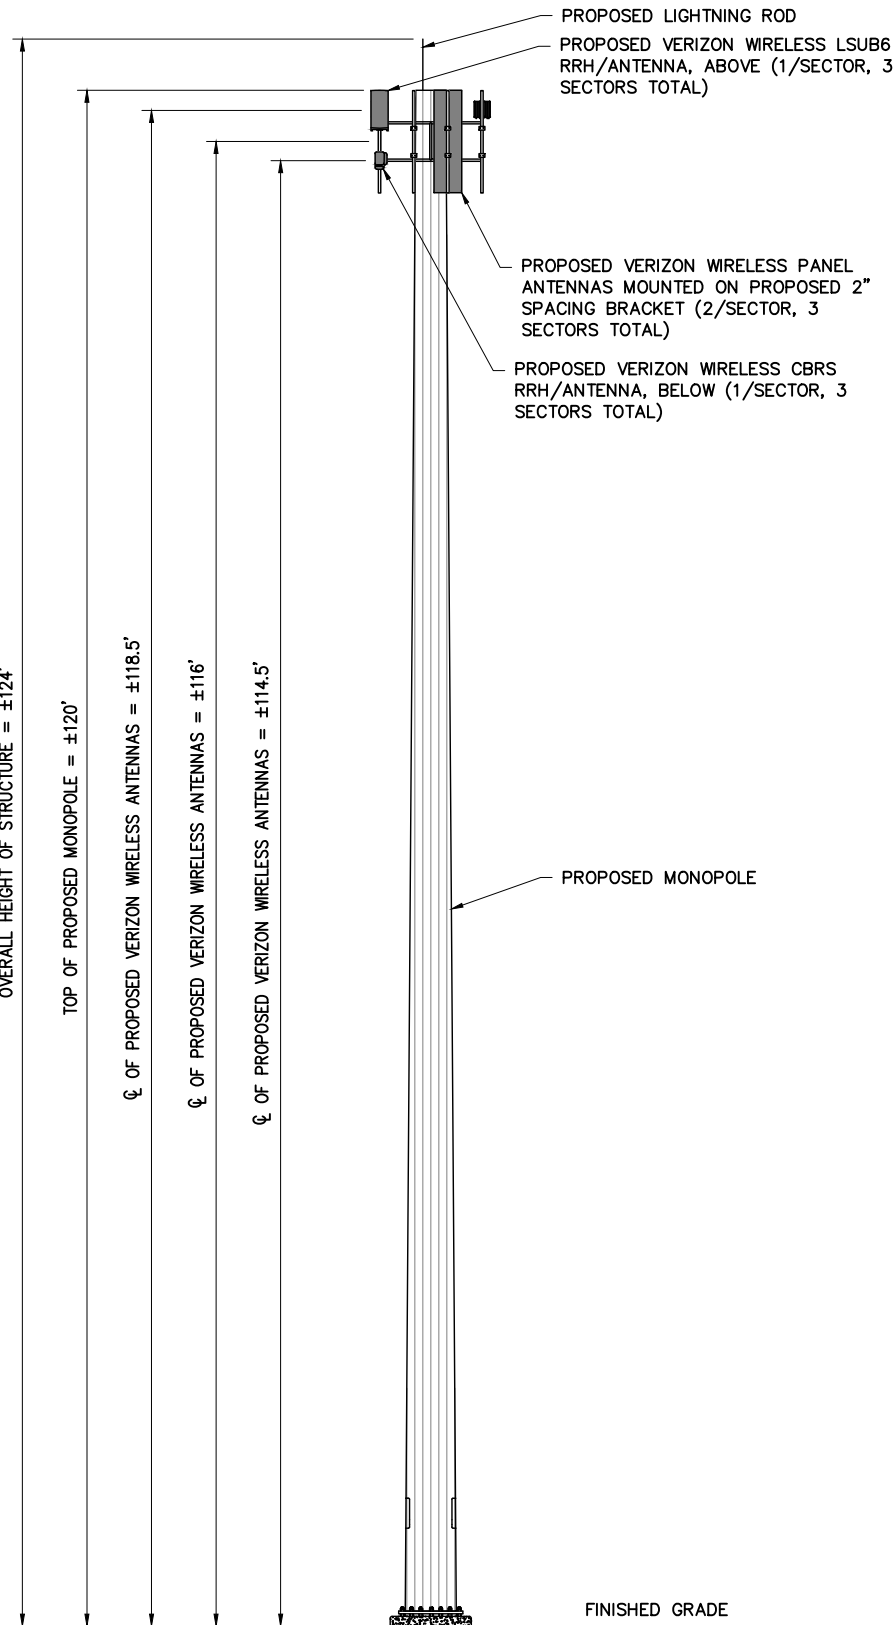 PROPOSED LIGHTNING ROD
PROPOSED VERIZON WIRELESS LSUB6
RRH/ANTENNA, ABOVE (1/SECTOR, 3
SECTORS TOTAL)
PROPOSED VERIZON WIRELESS PANEL
ANTENNAS MOUNTED ON PROPOSED 2"
SPACING BRACKET (2/SECTOR, 3
SECTORS TOTAL)
PROPOSED VERIZON WIRELESS CBRS
RRH/ANTENNA, BELOW (1/SECTOR, 3
SECTORS TOTAL)
OVERALL HEIGHT OF STRUCTURE = ±124'
TOP OF PROPOSED MONOPOLE = ±120'
℄ OF PROPOSED VERIZON WIRELESS ANTENNAS = ±118.5'
℄ OF PROPOSED VERIZON WIRELESS ANTENNAS = ±116'
℄ OF PROPOSED VERIZON WIRELESS ANTENNAS = ±114.5'
PROPOSED MONOPOLE
FINISHED GRADE